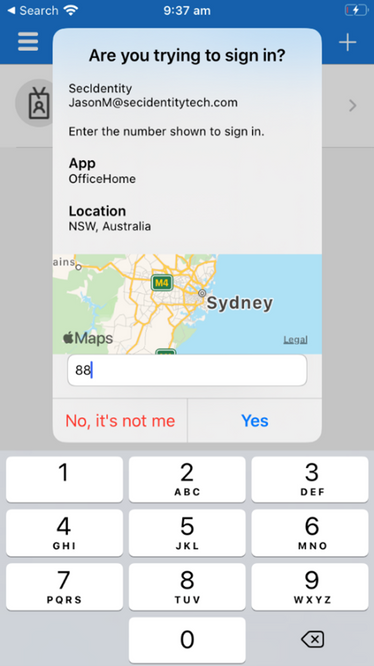 Search
9:37 am
Are you trying to sign in?
SecIdentity
JasonM@secidentitytech.com
Enter the number shown to sign in.
App
OfficeHome
Location
NSW, Australia
ains
M4
Sydney
Maps
Legal
88
No, it's not me
Yes
1
2
ABC
3
DEF
4
GHI
5
JKL
6
MNO
7
PQRS
8
TUV
9
WXYZ
0